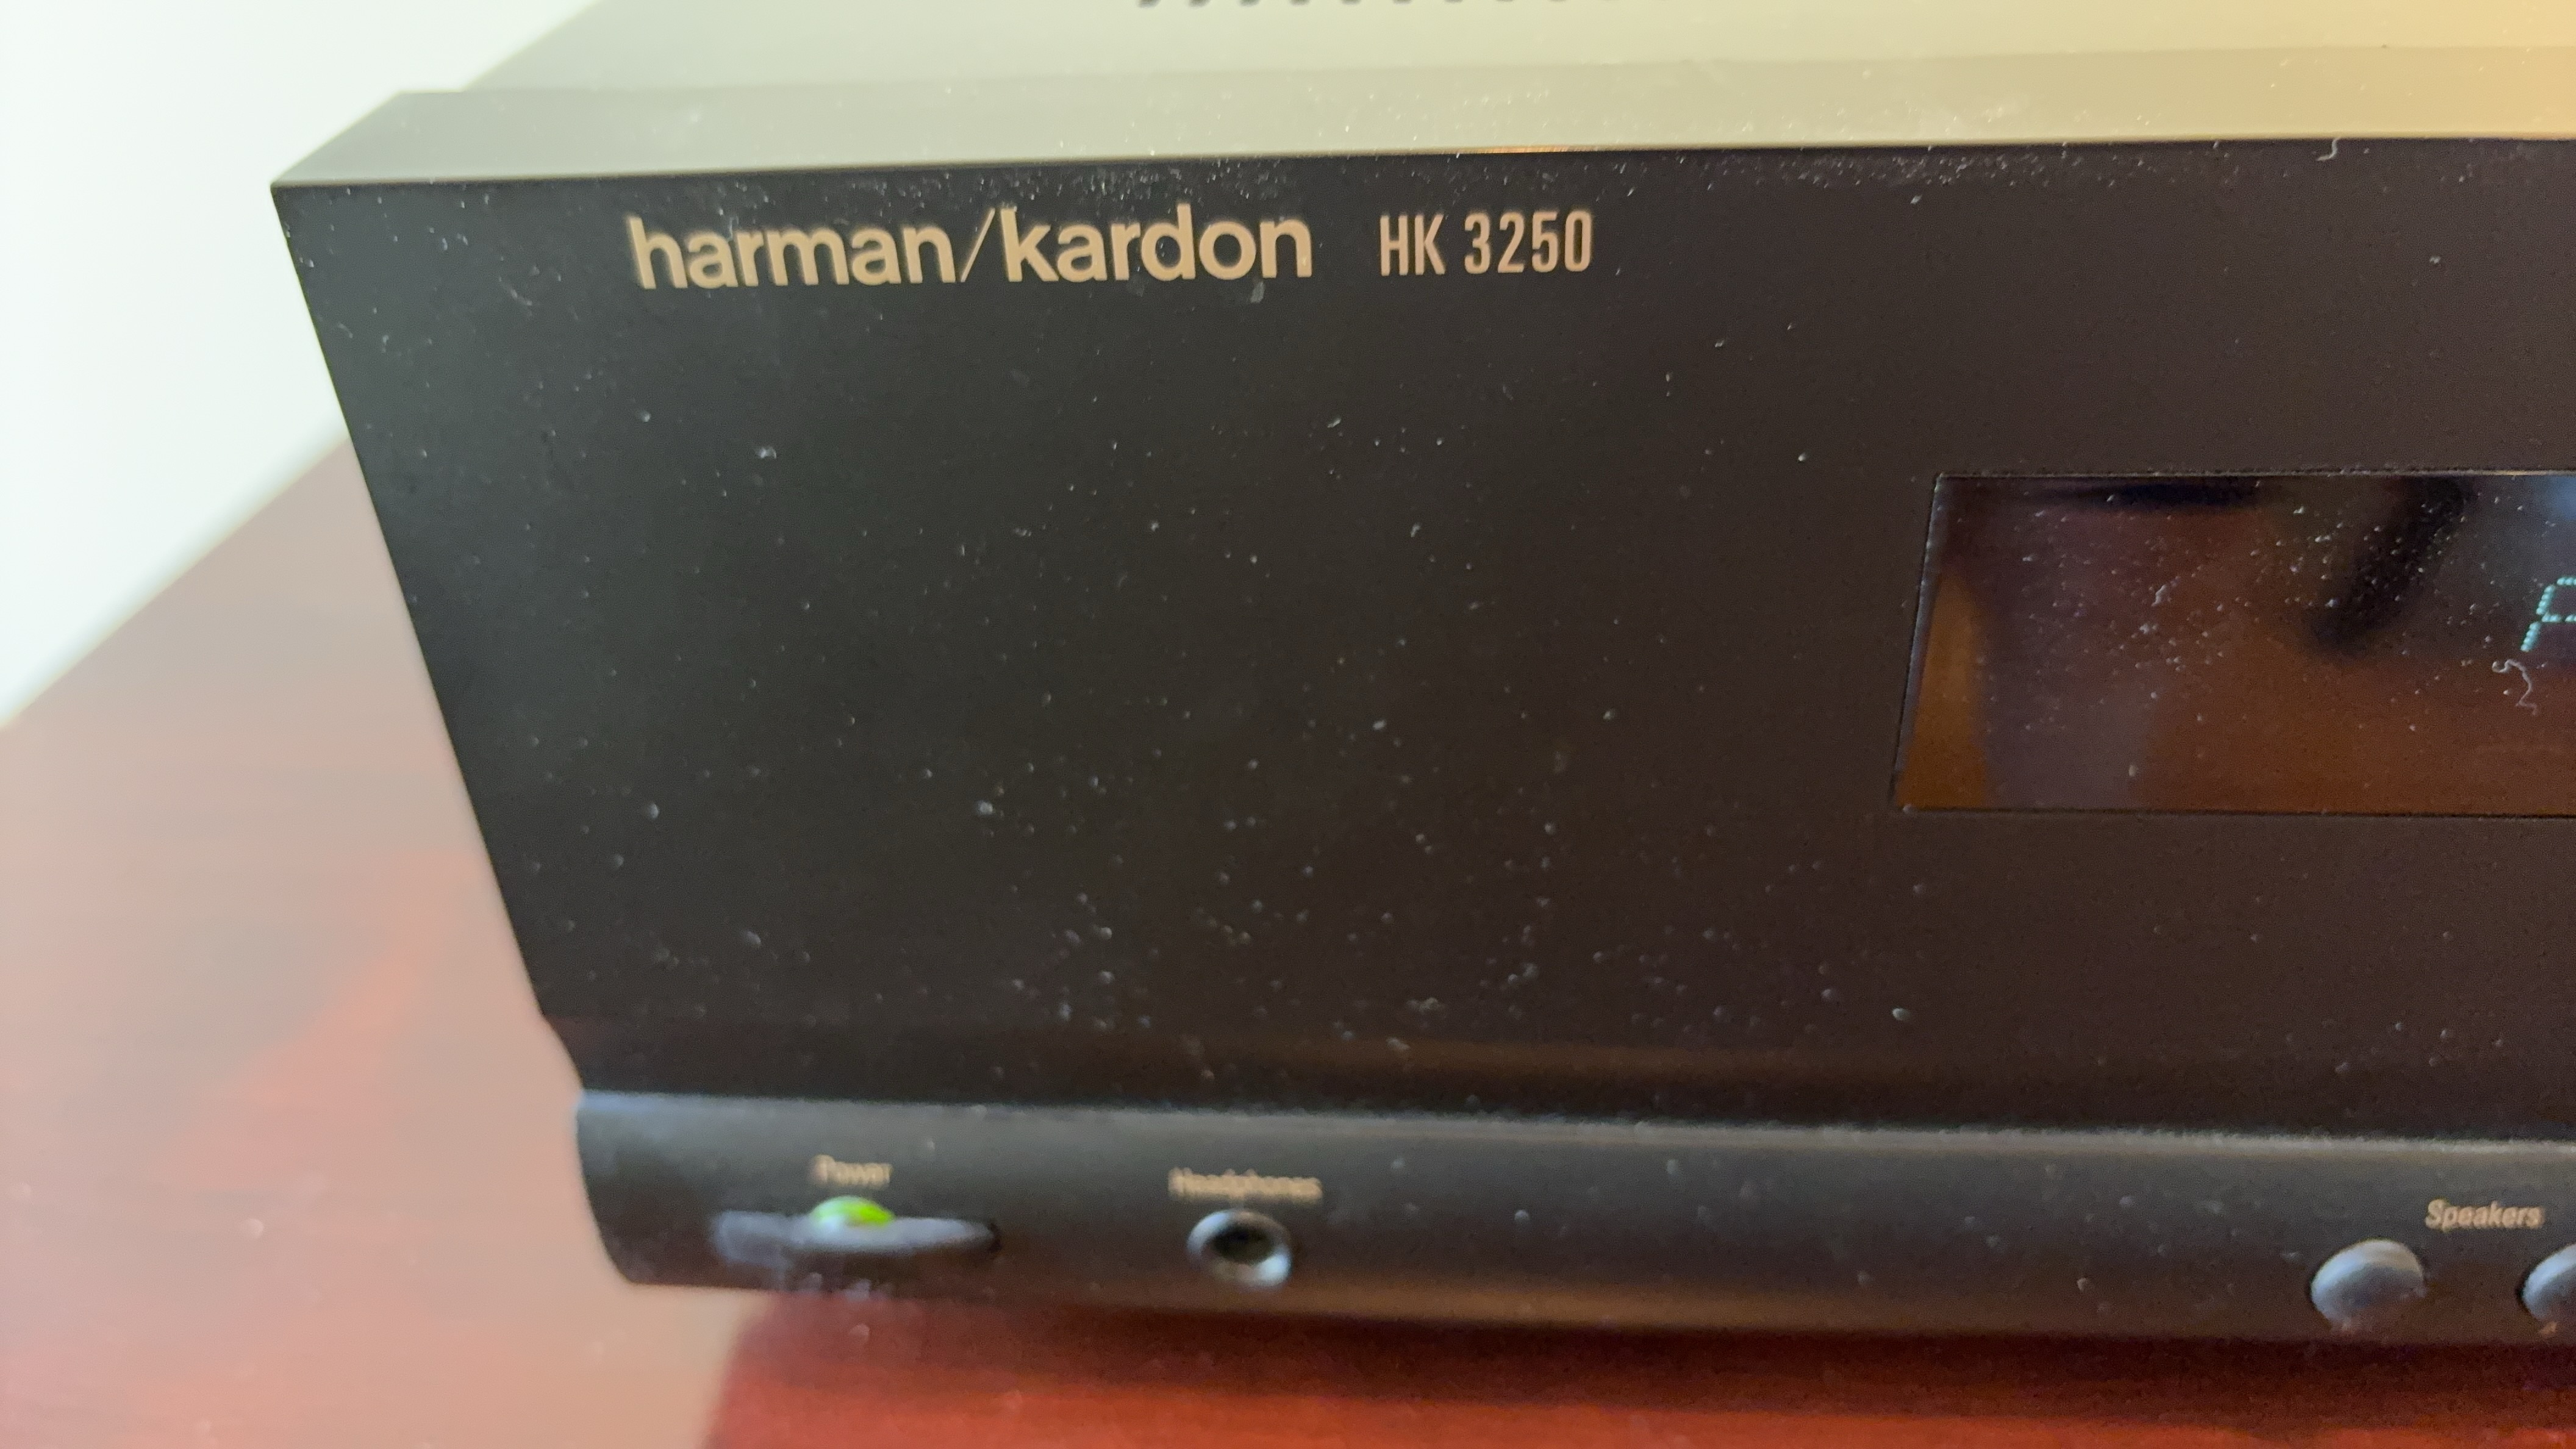 harman/kardon HK 3250
Power
Headphones
Speakers